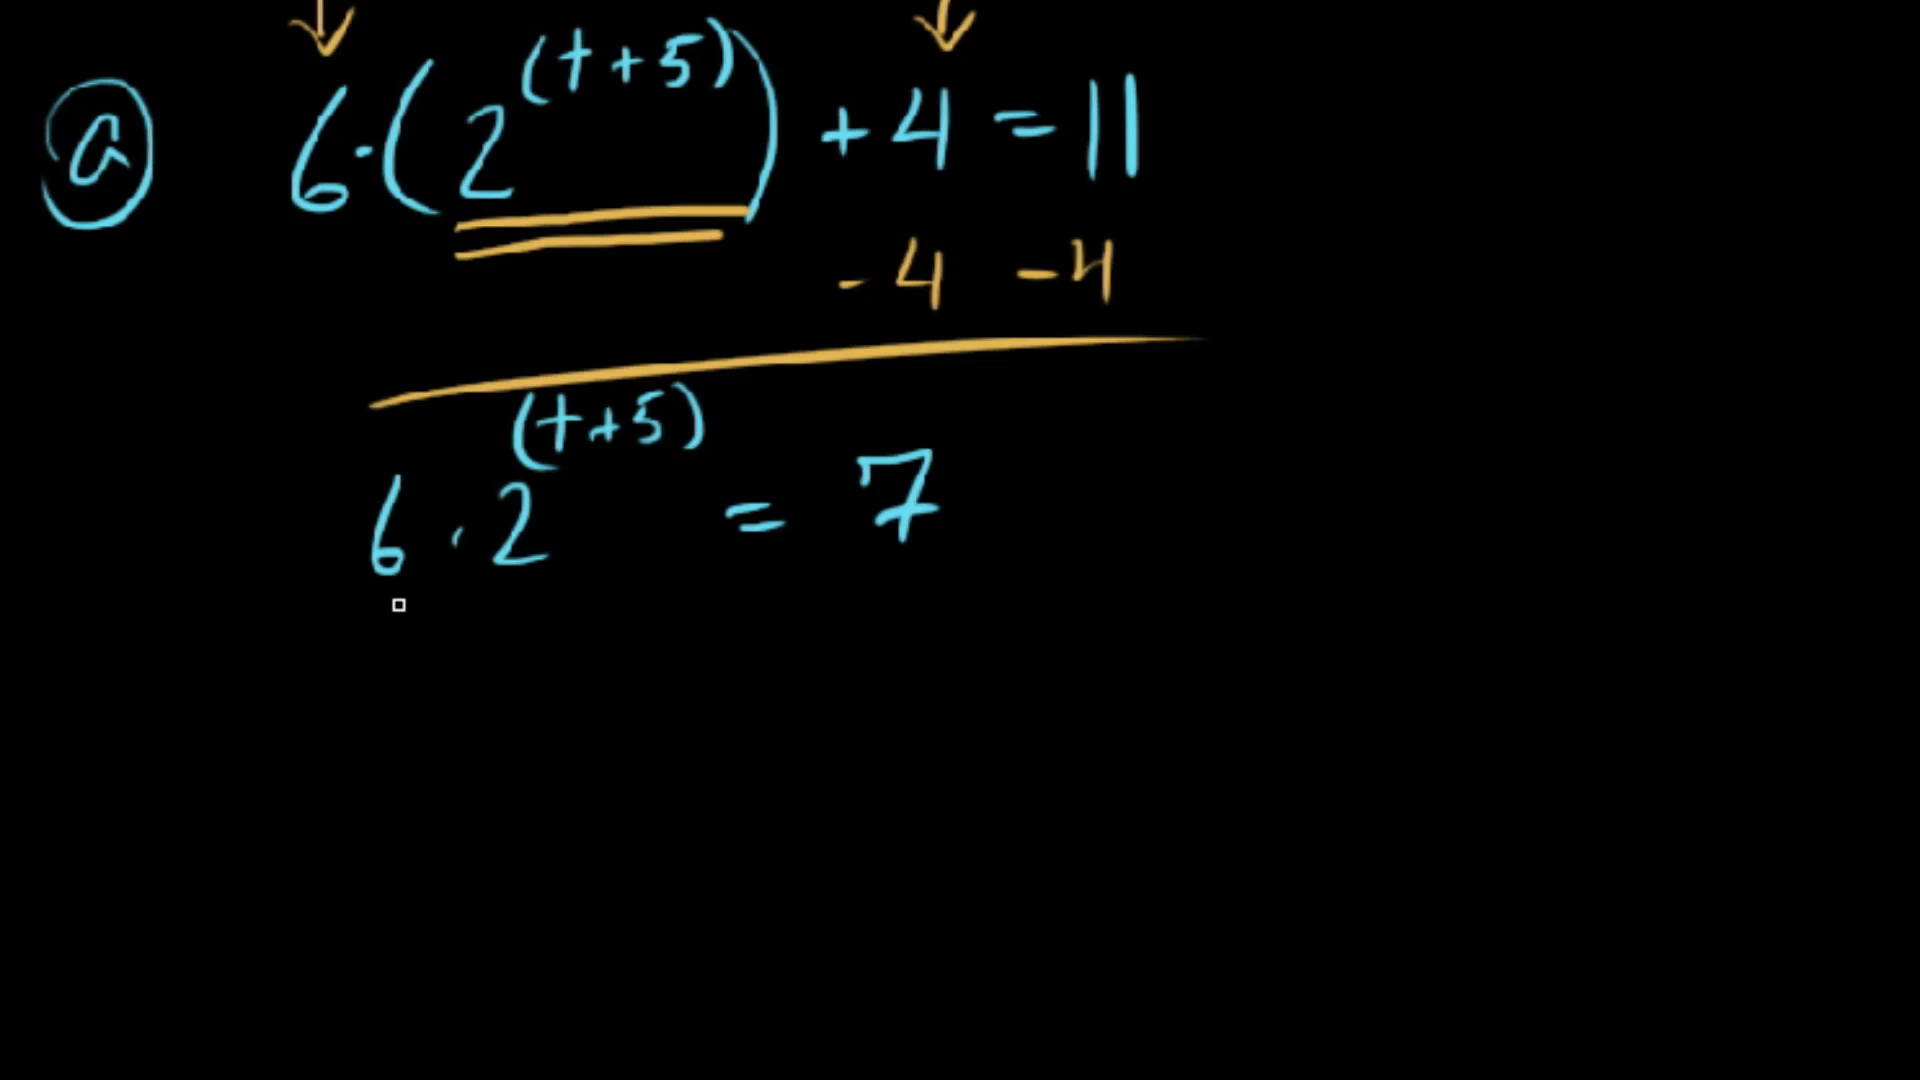 a 6·(2^(t+5)) + 4 = 11
- 4 - 4
6 · 2^(t+5) = 7